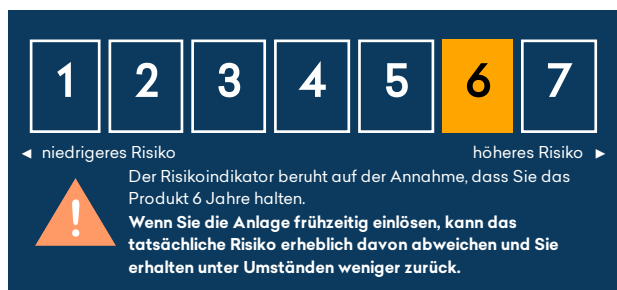 1 2 3 4 5 6 7
◄ niedrigeres Risiko höheres Risiko ►
Der Risikoindikator beruht auf der Annahme, dass Sie das
Produkt 6 Jahre halten.
Wenn Sie die Anlage frühzeitig einlösen, kann das
tatsächliche Risiko erheblich davon abweichen und Sie
erhalten unter Umständen weniger zurück.